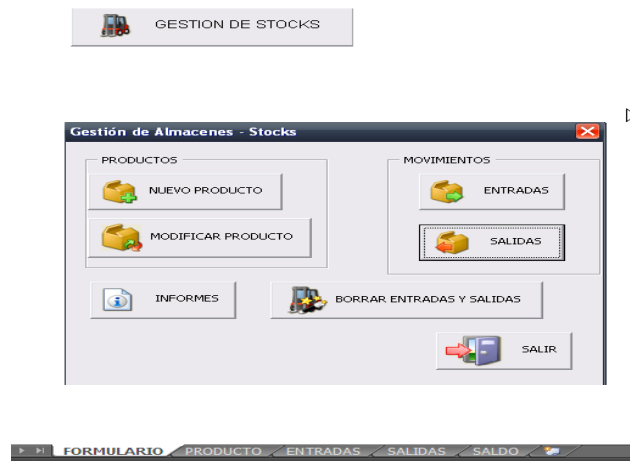 GESTION DE STOCKS
Gestión de Almacenes - Stocks
PRODUCTOS
MOVIMIENTOS
NUEVO PRODUCTO
ENTRADAS
MODIFICAR PRODUCTO
SALIDAS
INFORMES
BORRAR ENTRADAS Y SALIDAS
SALIR
FORMULARIO PRODUCTO ENTRADAS SALIDAS SALDO